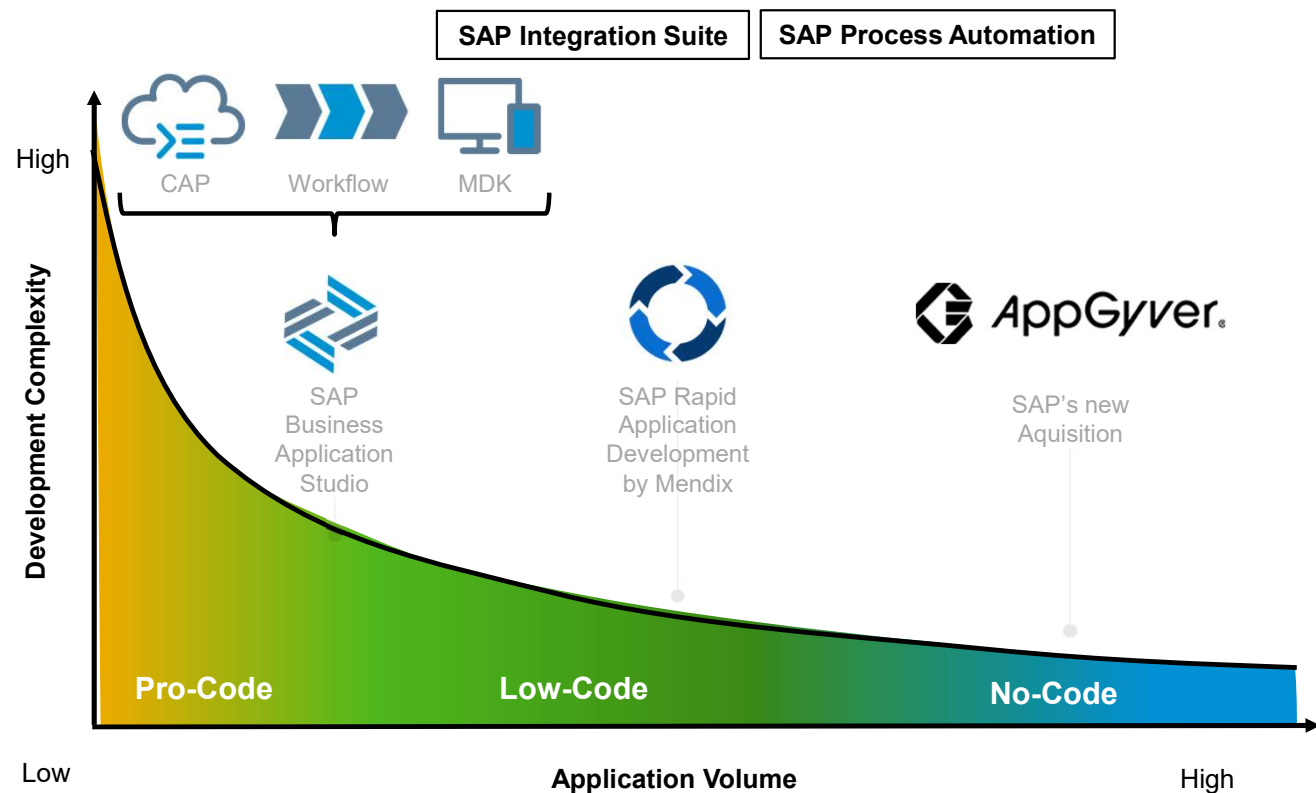 SAP Integration Suite
SAP Process Automation
High
CAP
Workflow
MDK
Development Complexity
AppGyver®
SAP
Business
Application
Studio
SAP Rapid
Application
Development
by Mendix
SAP's new
Aquisition
Pro-Code
Low-Code
No-Code
Low
Application Volume
High